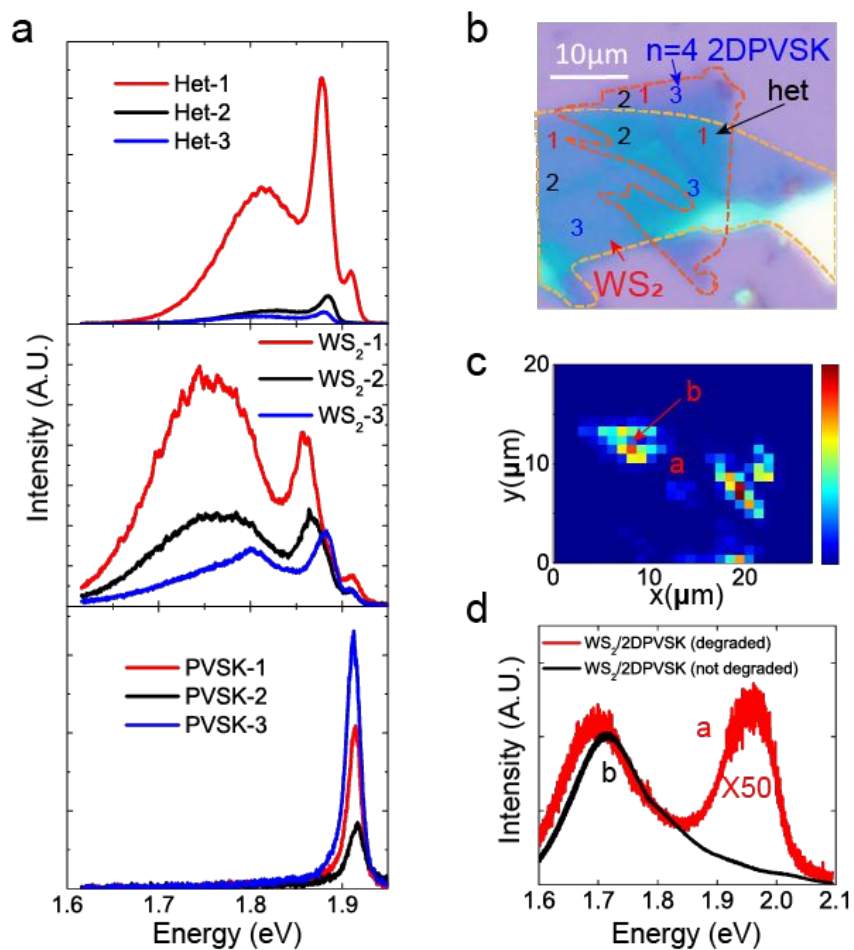 a
Het-1
Het-2
Het-3
WS₂-1
WS₂-2
WS₂-3
PVSK-1
PVSK-2
PVSK-3
Intensity (A.U.)
1.6 1.7 1.8 1.9
Energy (eV)
b
10μm
n=4 2DPVSK
het
2 1 3
1 2 1
2 3
3
WS₂
c
20
10
0
y(μm)
b
a
0 10 20
x(μm)
d
WS₂/2DPVSK (degraded)
WS₂/2DPVSK (not degraded)
a
b
X50
Intensity (A.U.)
1.6 1.7 1.8 1.9 2.0 2.1
Energy (eV)